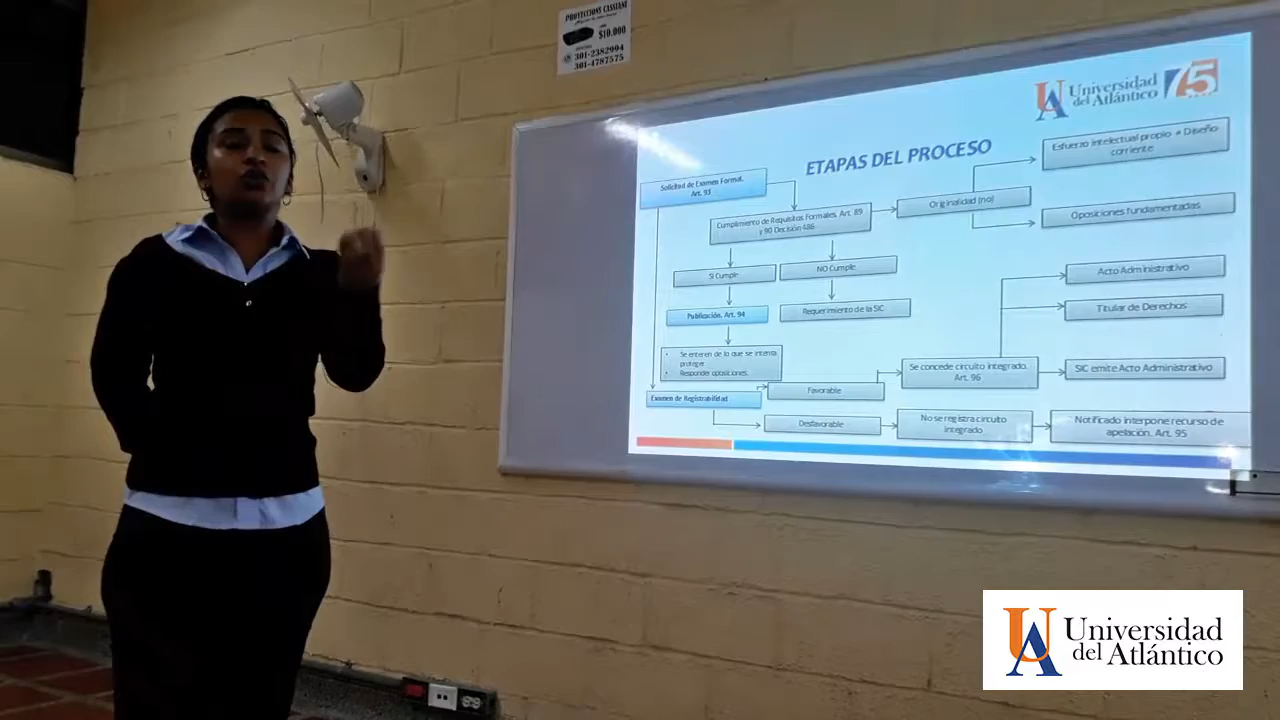 PROYECCIONS CASSIANI
$10.000
301-2382994
301-4787575
Universidad
del Atlántico
75
ETAPAS DEL PROCESO
Solicitud de Examen Formal.
Art. 93
Cumplimiento de Requisitos Formales. Art. 89
y 90 Decisión 486
Originalidad (no)
Esfuerzo intelectual propio ≠ Diseño
corriente
Oposiciones fundamentadas
SI Cumple
NO Cumple
Publicación. Art. 94
Requerimiento de la SIC
• Se enteren de lo que se intenta
proteger
• Responder oposiciones.
Examen de Registrabilidad
Favorable
Desfavorable
Se concede circuito integrado.
Art. 96
No se registra circuito
integrado
Acto Administrativo
Titular de Derechos
SIC emite Acto Administrativo
Notificado interpone recurso de
apelación. Art. 95
Universidad
del Atlántico